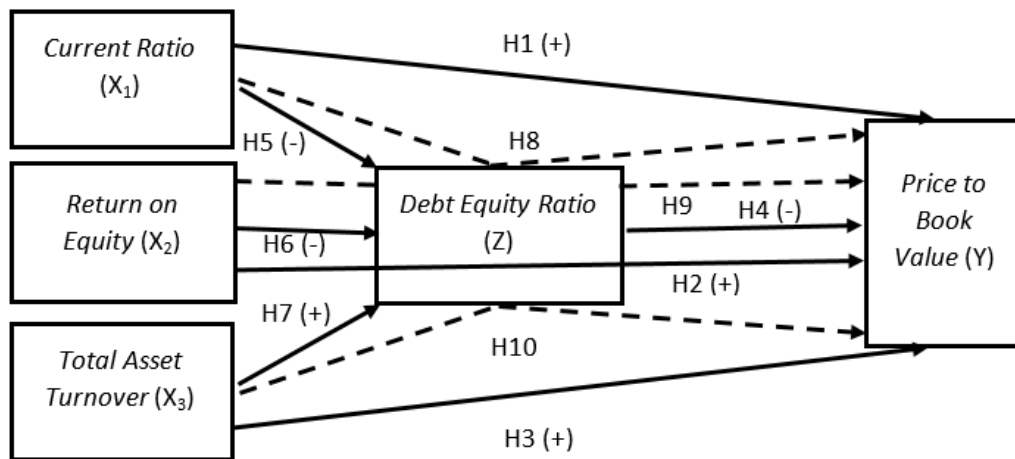 Current Ratio
(X₁)
H1 (+)
H5 (-)
H8
Return on
Equity (X₂)
H6 (-)
Debt Equity Ratio
(Z)
H9
H4 (-)
H2 (+)
Price to
Book
Value (Y)
H7 (+)
H10
Total Asset
Turnover (X₃)
H3 (+)